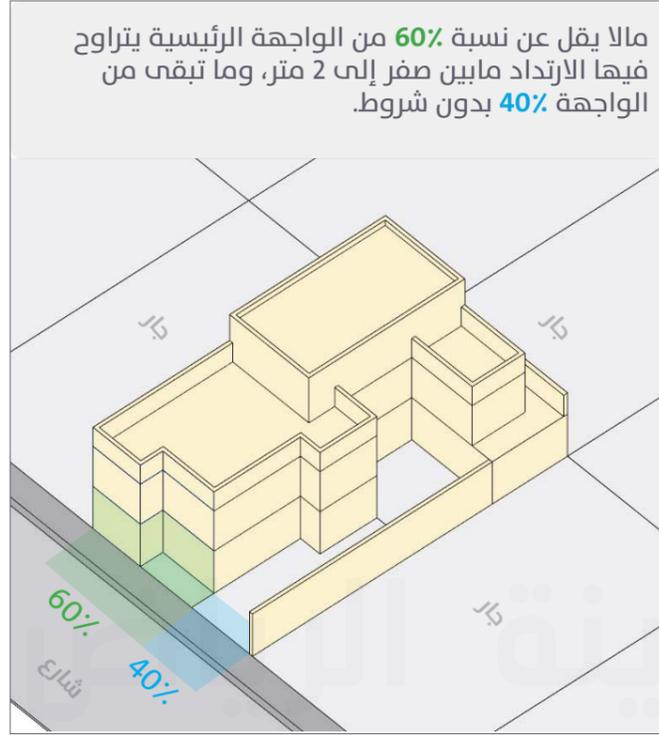 مالا يقل عن نسبة 60٪ من الواجهة الرئيسية يتراوح
فيها الارتداد مابين صفر إلى 2 متر، وما تبقى من
الواجهة 40٪ بدون شروط.
جار
جار
جار
60٪
40٪
شارع